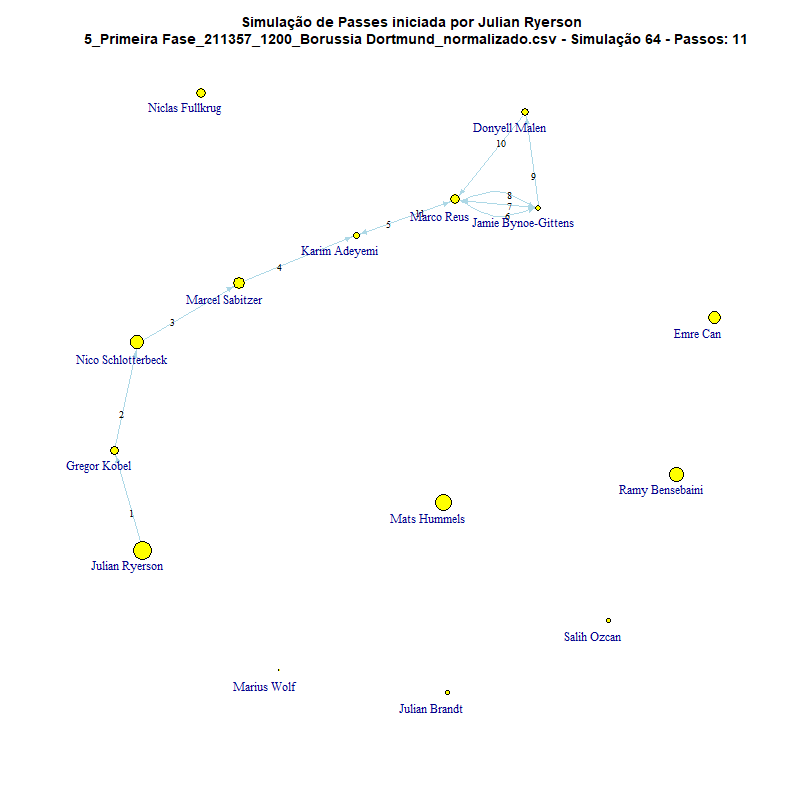 Simulação de Passes iniciada por Julian Ryerson
5_Primeira Fase_211357_1200_Borussia Dortmund_normalizado.csv - Simulação 64 - Passos: 11
Niclas Fullkrug
Donyell Malen
10
9
8
7
6
Marco Reus
11
Jamie Bynoe-Gittens
5
Karim Adeyemi
4
Marcel Sabitzer
3
Emre Can
Nico Schlotterbeck
2
Gregor Kobel
Ramy Bensebaini
1
Mats Hummels
Julian Ryerson
Salih Ozcan
Marius Wolf
Julian Brandt